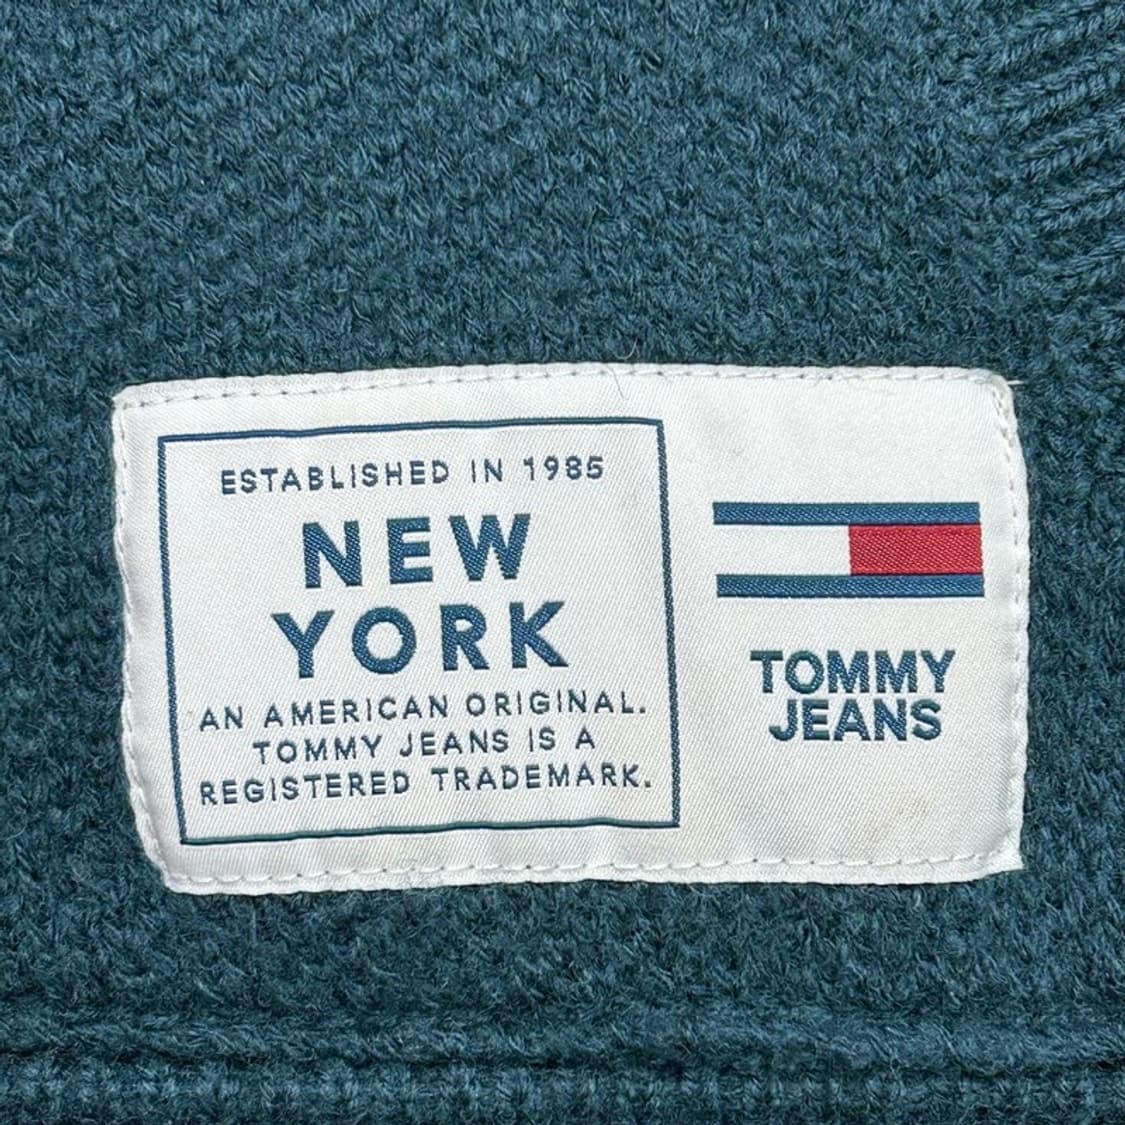 ESTABLISHED IN 1985
NEW
YORK
AN AMERICAN ORIGINAL.
TOMMY JEANS IS A
REGISTERED TRADEMARK.
TOMMY
JEANS